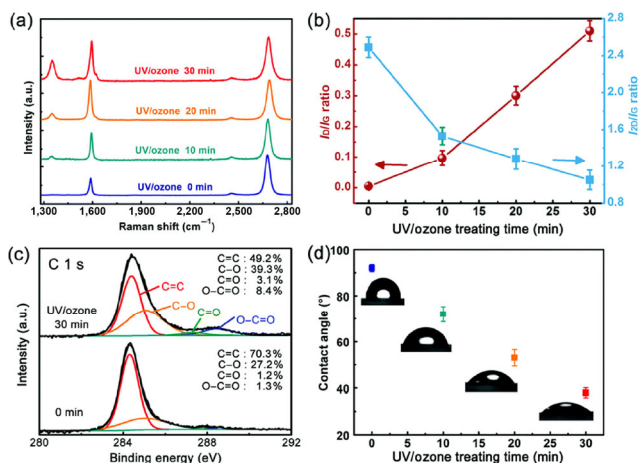 (a)
UV/ozone 30 min
UV/ozone 20 min
UV/ozone 10 min
UV/ozone 0 min
Intensity (a.u.)
1,300 1,600 1,900 2,200 2,500 2,800
Raman shift (cm⁻¹)
(b)
0.5
0.4
0.3
0.2
0.1
0.0
I_D/I_G ratio
2.8
2.4
2.0
1.6
1.2
0.8
I_2D/I_G ratio
0 5 10 15 20 25 30
UV/ozone treating time (min)
(c)
C 1 s
C=C : 49.2%
C–O : 39.3%
C=O : 3.1%
O–C=O : 8.4%
UV/ozone
30 min
C=C
C–O
C=O
O–C=O
0 min
C=C : 70.3%
C–O : 27.2%
C=O : 1.2%
O–C=O : 1.3%
Intensity (a.u.)
280 284 288 292
Binding energy (eV)
(d)
100
80
60
40
20
Contact angle (°)
0 5 10 15 20 25 30
UV/ozone treating time (min)